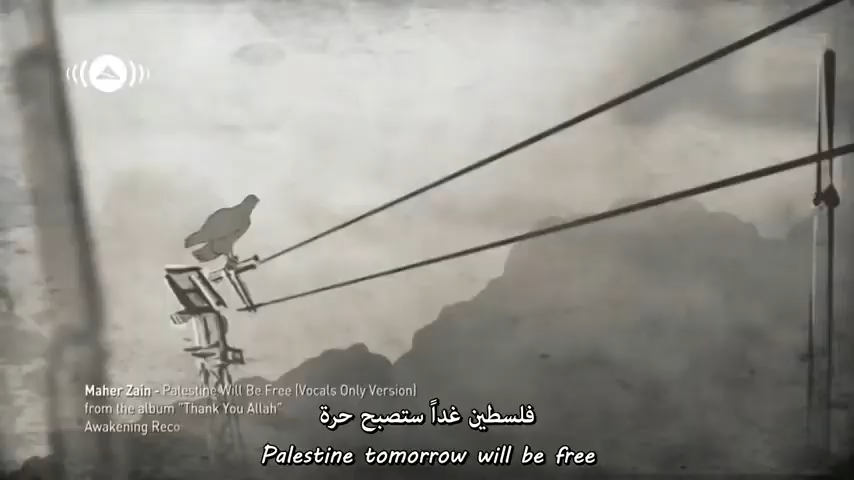 Maher Zain - Palestine Will Be Free (Vocals Only Version)
from the album "Thank You Allah"
Awakening Reco
فلسطين غداً ستصبح حرة
Palestine tomorrow will be free